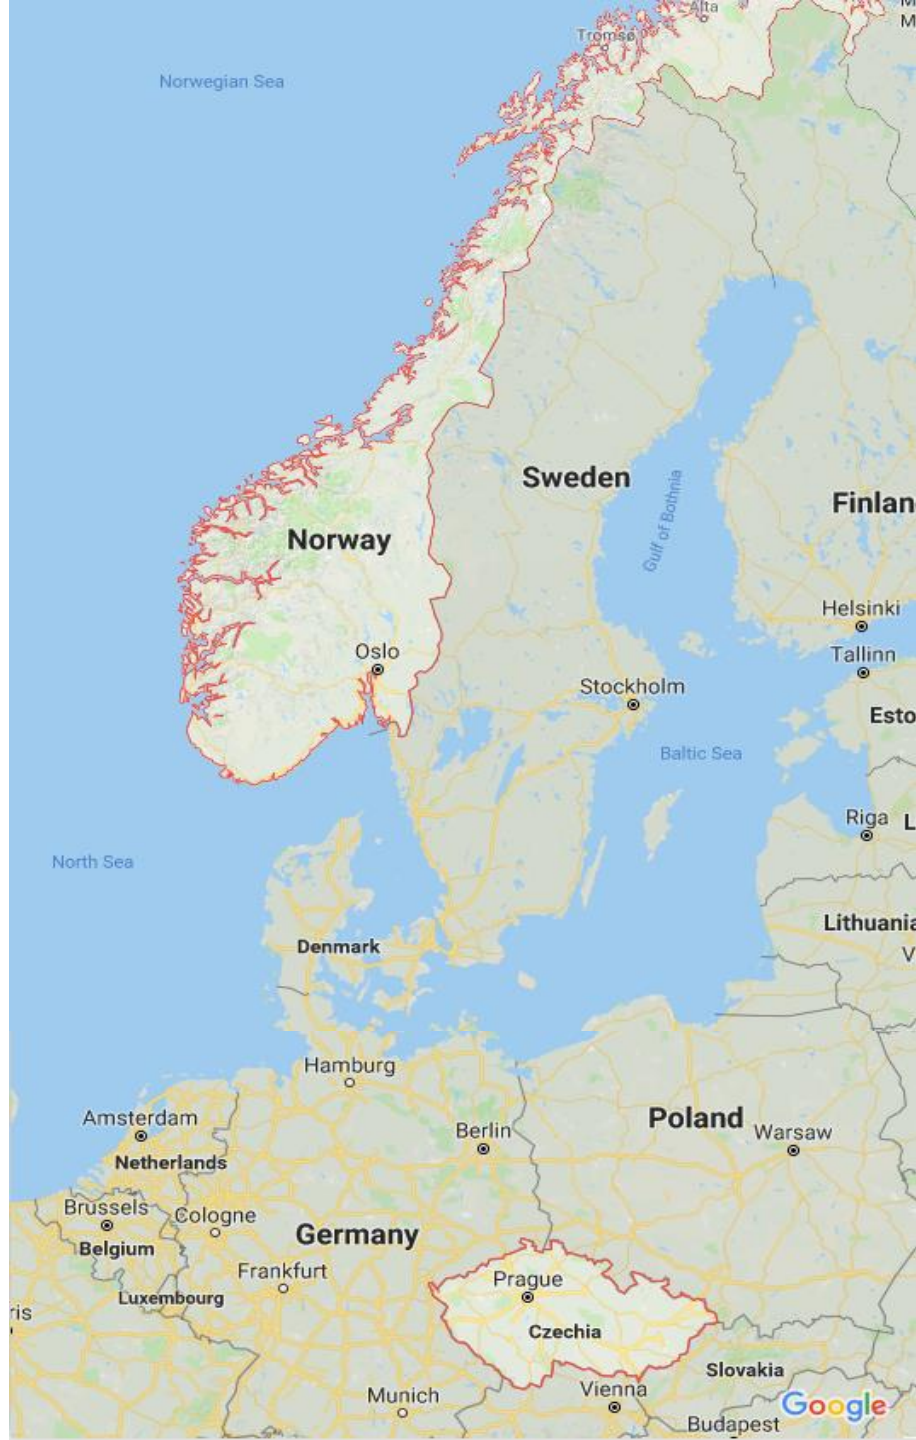 Alta
M
M
Tromsø
Norwegian Sea
Sweden
Gulf of Bothnia
Finlan
Norway
Helsinki
Oslo
Tallinn
Stockholm
Esto
Baltic Sea
Riga
L
North Sea
Lithuania
Denmark
V
Hamburg
Amsterdam
Poland
Berlin
Warsaw
Netherlands
Brussels
Cologne
Germany
Belgium
Frankfurt
Prague
Luxembourg
ris
Czechia
Slovakia
Munich
Vienna
Google
Budapest